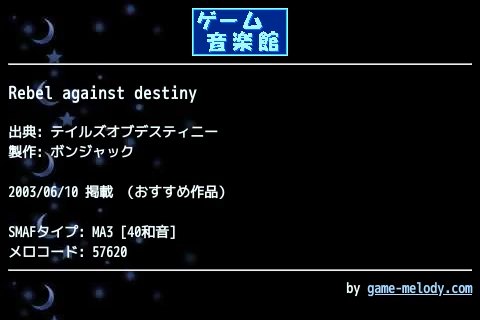 ゲーム
音楽館
Rebel against destiny
出典: テイルズオブデスティニー
製作: ボンジャック
2003/06/10 掲載 (おすすめ作品)
SMAFタイプ: MA3 [40和音]
メロコード: 57620
by game-melody.com